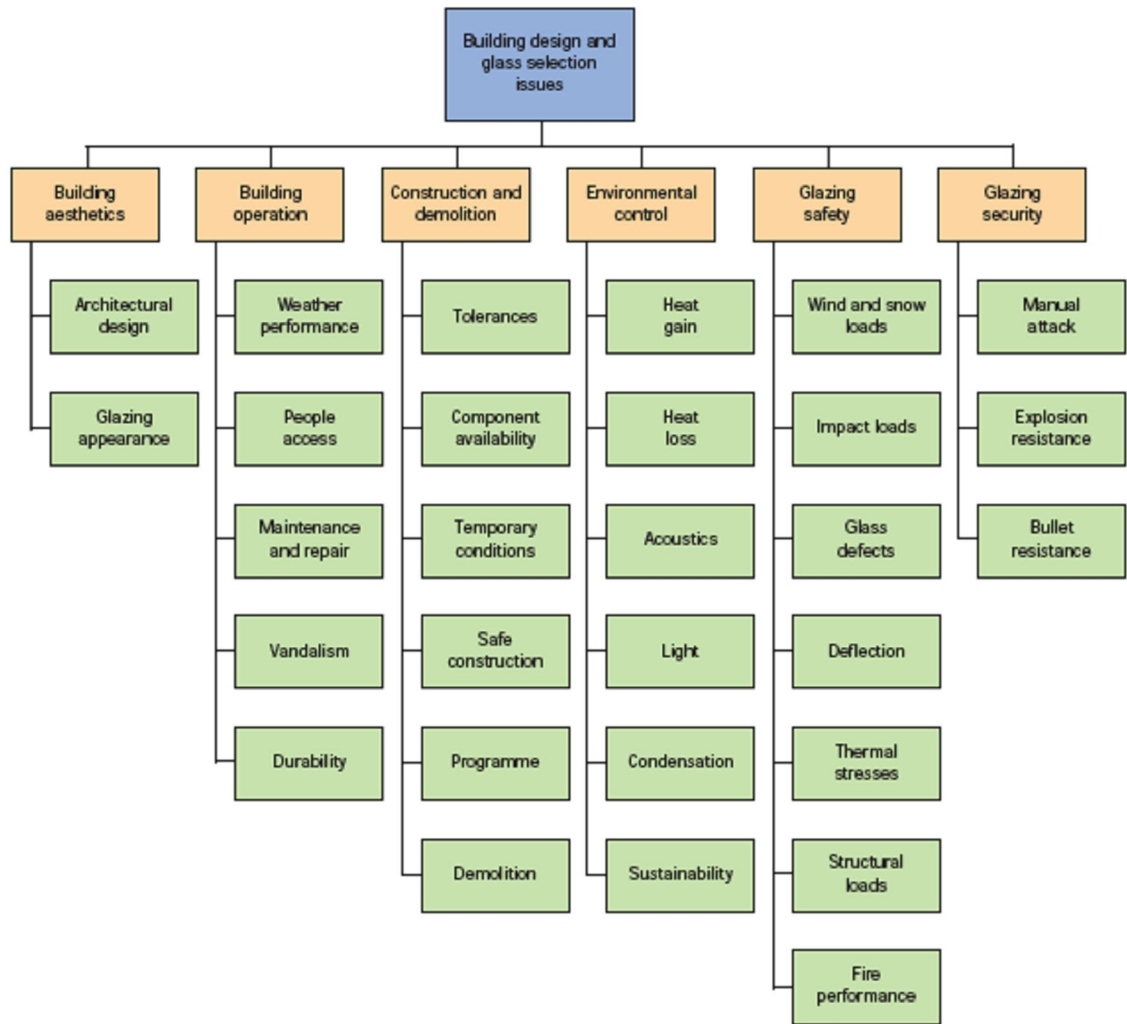 Building design and
glass selection
issues
Building
aesthetics
Architectural
design
Glazing
appearance
Building
operation
Weather
performance
People
access
Maintenance
and repair
Vandalism
Durability
Construction and
demolition
Tolerances
Component
availability
Temporary
conditions
Safe
construction
Programme
Demolition
Environmental
control
Heat
gain
Heat
loss
Acoustics
Light
Condensation
Sustainability
Glazing
safety
Wind and snow
loads
Impact loads
Glass
defects
Deflection
Thermal
stresses
Structural
loads
Fire
performance
Glazing
security
Manual
attack
Explosion
resistance
Bullet
resistance